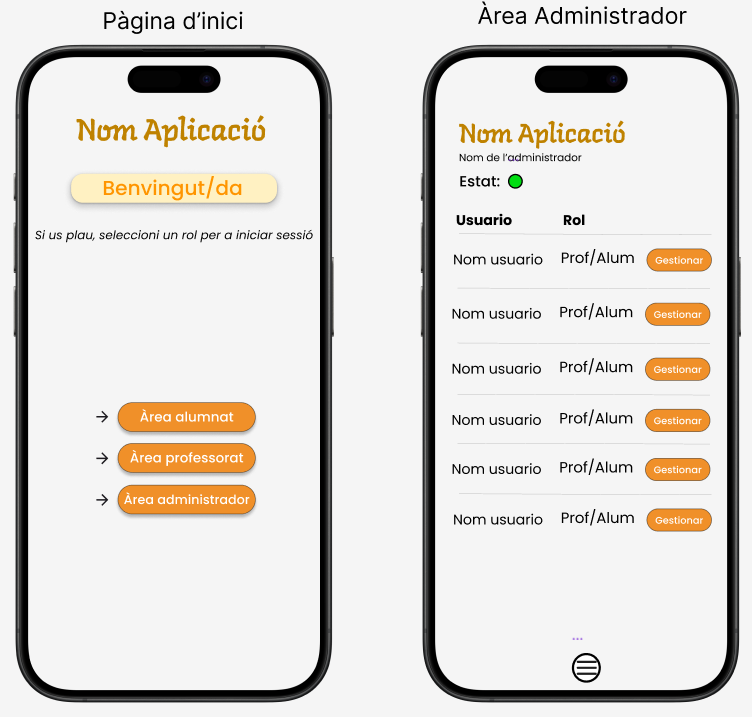 Pàgina d'inici
Nom Aplicació
Benvingut/da
Si us plau, seleccioni un rol per a iniciar sessió
Àrea alumnat
Àrea professorat
Àrea administrador
Àrea Administrador
Nom Aplicació
Nom de l'administrador
Estat:
Usuario Rol
Nom usuario Prof/Alum Gestionar
Nom usuario Prof/Alum Gestionar
Nom usuario Prof/Alum Gestionar
Nom usuario Prof/Alum Gestionar
Nom usuario Prof/Alum Gestionar
Nom usuario Prof/Alum Gestionar
...